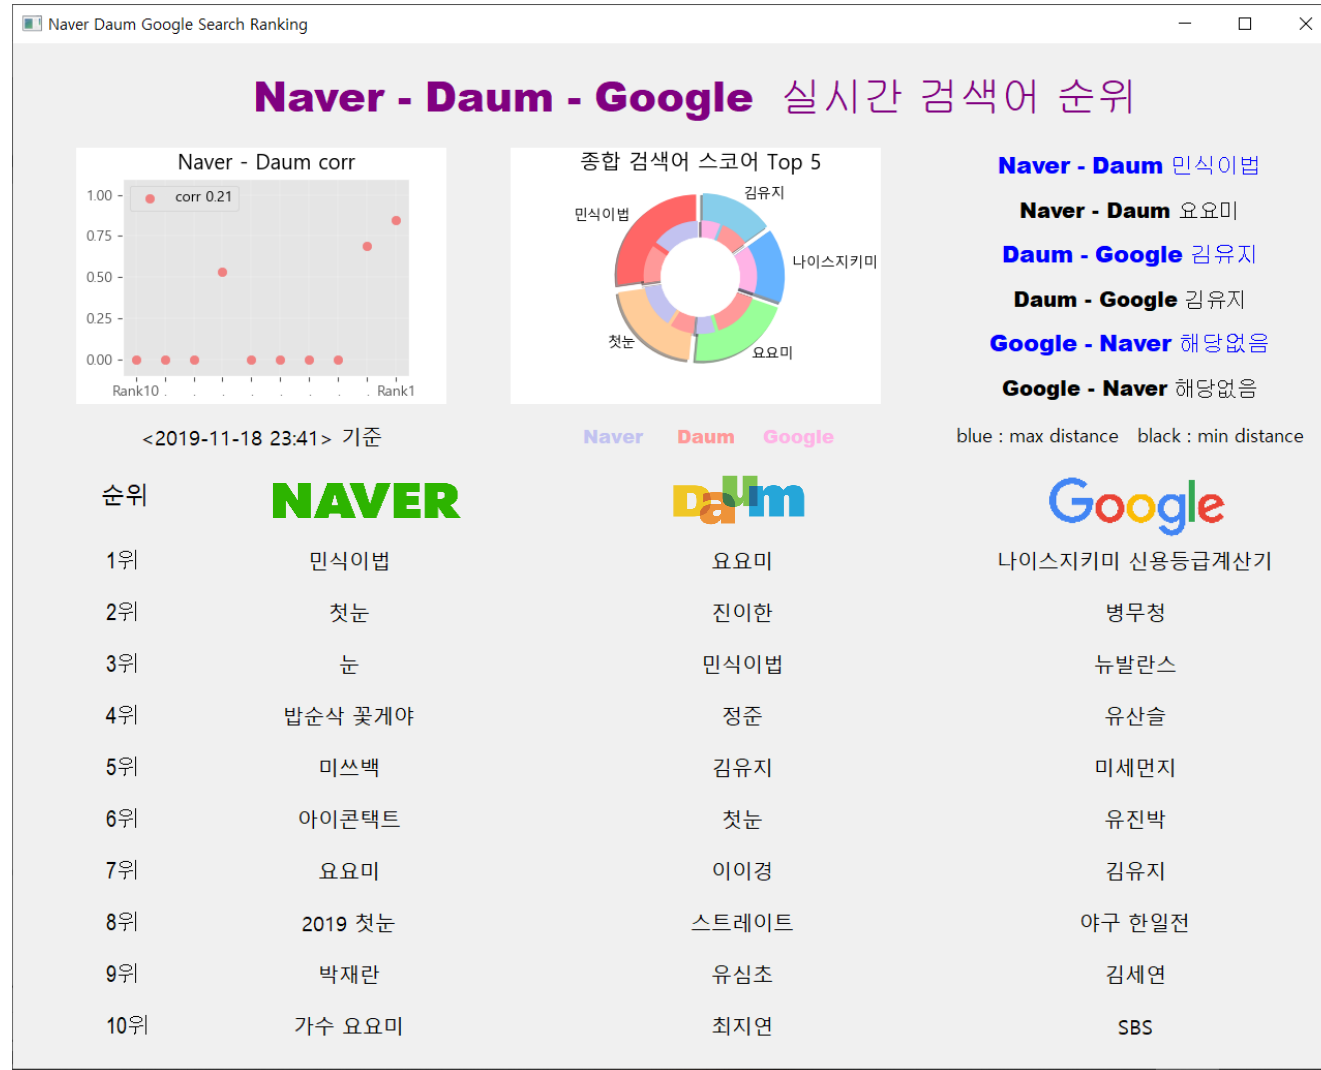 Naver Daum Google Search Ranking
Naver - Daum - Google 실시간 검색어 순위
Naver - Daum corr
corr 0.21
1.00
0.75
0.50
0.25
0.00
Rank10 . . . . . . . . Rank1
종합 검색어 스코어 Top 5
김유지
민식이법
나이스지키미
첫눈
요요미
Naver - Daum 민식이법
Naver - Daum 요요미
Daum - Google 김유지
Daum - Google 김유지
Google - Naver 해당없음
Google - Naver 해당없음
<2019-11-18 23:41> 기준
Naver Daum Google
blue : max distance black : min distance
순위 NAVER Daum Google
1위 민식이법 요요미 나이스지키미 신용등급계산기
2위 첫눈 진이한 병무청
3위 눈 민식이법 뉴발란스
4위 밥순삭 꽃게야 정준 유산슬
5위 미쓰백 김유지 미세먼지
6위 아이콘택트 첫눈 유진박
7위 요요미 이이경 김유지
8위 2019 첫눈 스트레이트 야구 한일전
9위 박재란 유심초 김세연
10위 가수 요요미 최지연 SBS